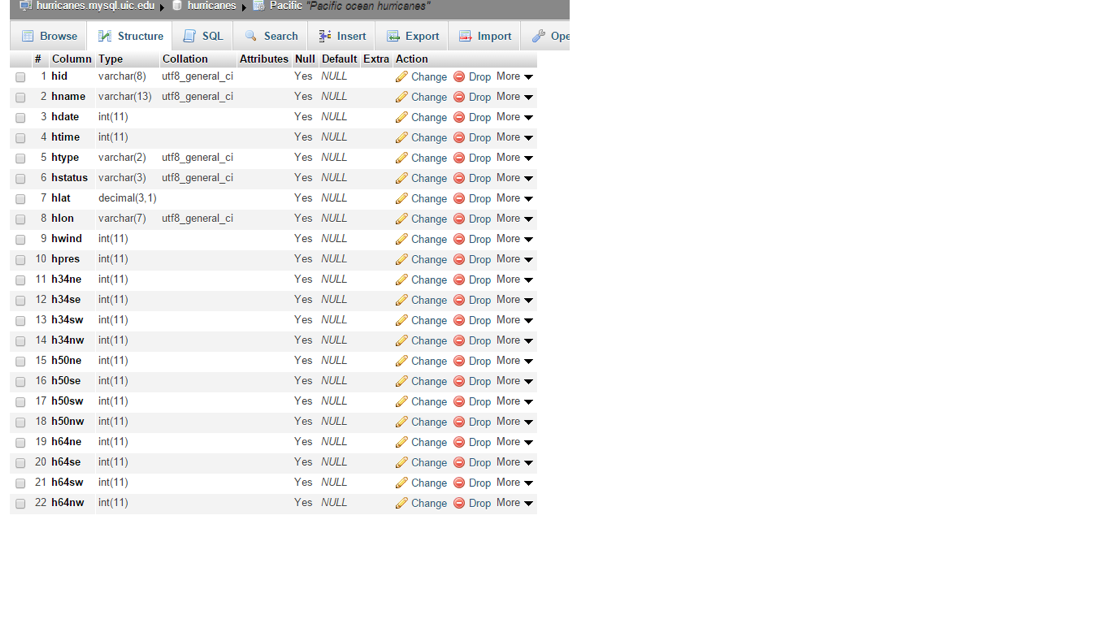 hurricanes.mysql.uic.edu hurricanes Pacific "Pacific ocean hurricanes"
Browse Structure SQL Search Insert Export Import Ope
# Column Type Collation Attributes Null Default Extra Action
1 hid varchar(8) utf8_general_ci Yes NULL Change Drop More
2 hname varchar(13) utf8_general_ci Yes NULL Change Drop More
3 hdate int(11) Yes NULL Change Drop More
4 htime int(11) Yes NULL Change Drop More
5 htype varchar(2) utf8_general_ci Yes NULL Change Drop More
6 hstatus varchar(3) utf8_general_ci Yes NULL Change Drop More
7 hlat decimal(3,1) Yes NULL Change Drop More
8 hlon varchar(7) utf8_general_ci Yes NULL Change Drop More
9 hwind int(11) Yes NULL Change Drop More
10 hpres int(11) Yes NULL Change Drop More
11 h34ne int(11) Yes NULL Change Drop More
12 h34se int(11) Yes NULL Change Drop More
13 h34sw int(11) Yes NULL Change Drop More
14 h34nw int(11) Yes NULL Change Drop More
15 h50ne int(11) Yes NULL Change Drop More
16 h50se int(11) Yes NULL Change Drop More
17 h50sw int(11) Yes NULL Change Drop More
18 h50nw int(11) Yes NULL Change Drop More
19 h64ne int(11) Yes NULL Change Drop More
20 h64se int(11) Yes NULL Change Drop More
21 h64sw int(11) Yes NULL Change Drop More
22 h64nw int(11) Yes NULL Change Drop More